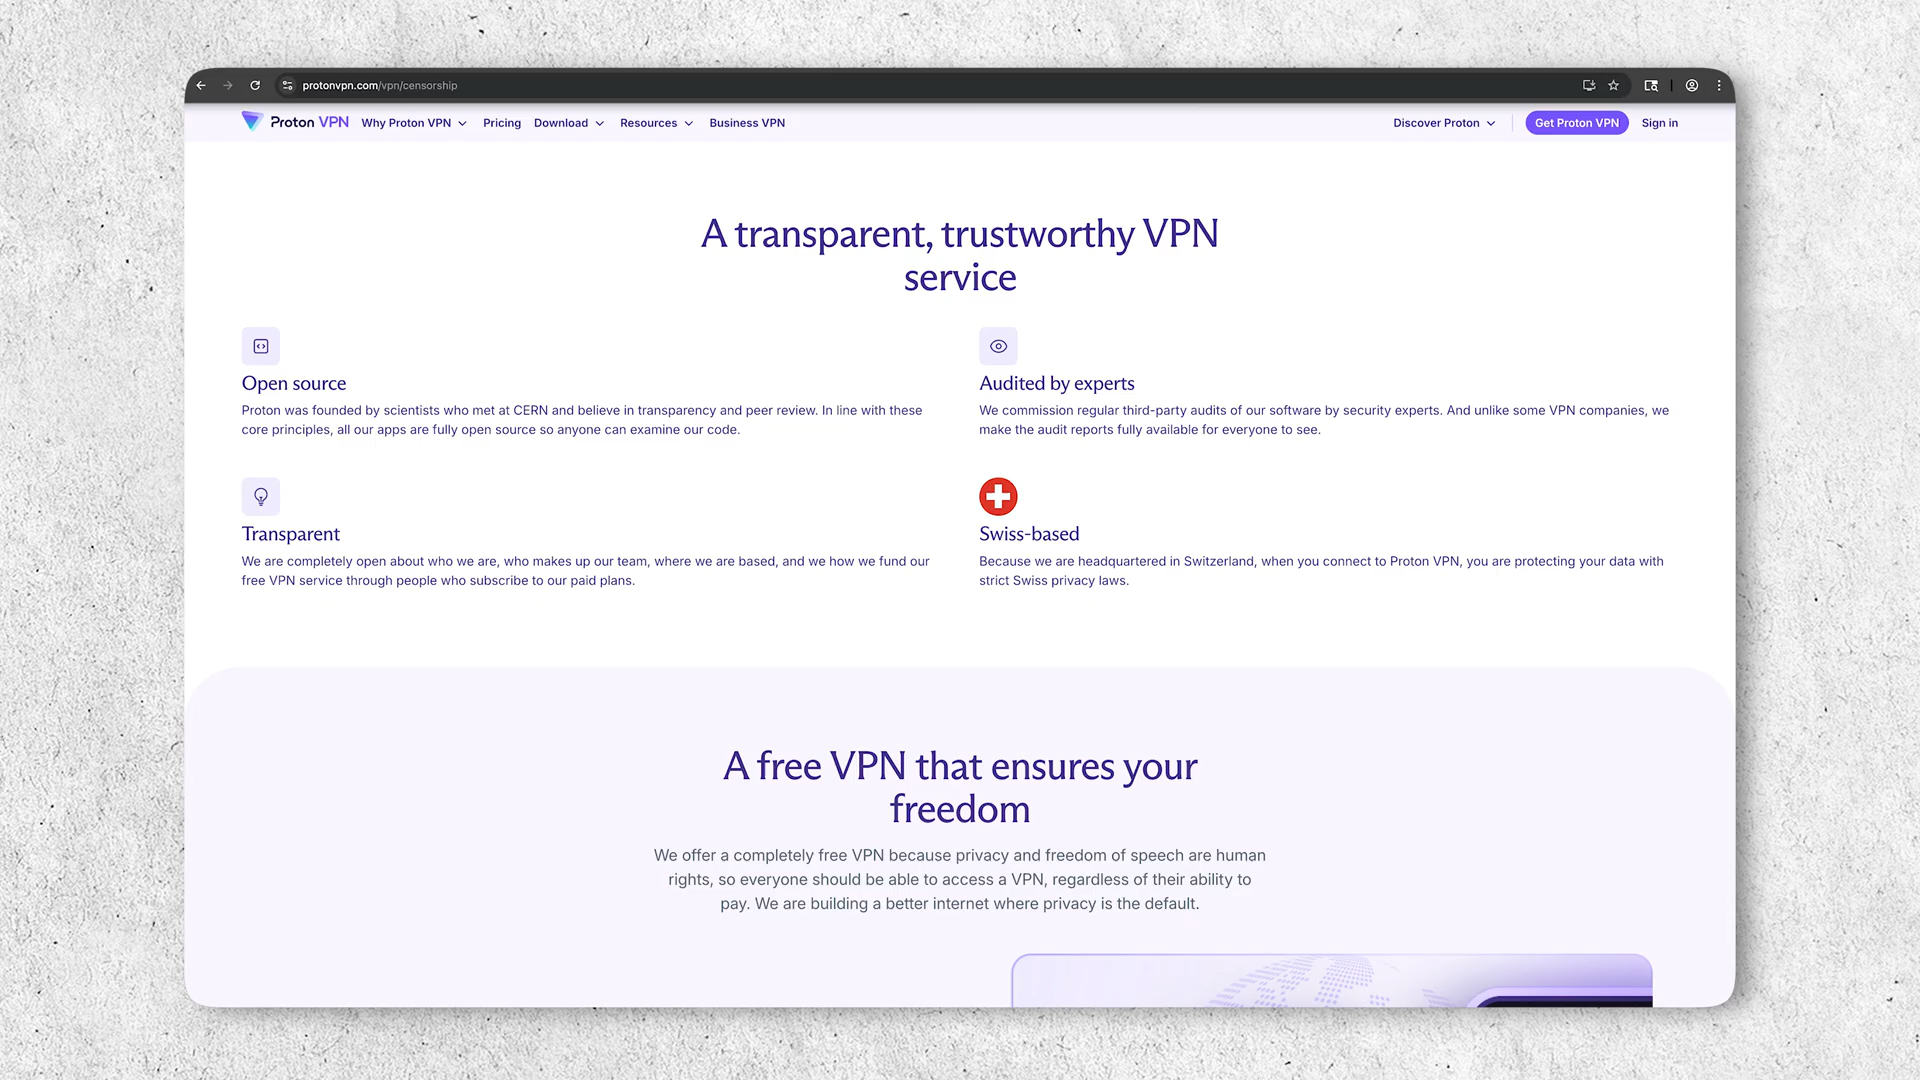 protonvpn.com/vpn/censorship
Proton VPN Why Proton VPN Pricing Download Resources Business VPN Discover Proton Get Proton VPN Sign in
A transparent, trustworthy VPN
service
Open source
Proton was founded by scientists who met at CERN and believe in transparency and peer review. In line with these
core principles, all our apps are fully open source so anyone can examine our code.
Audited by experts
We commission regular third-party audits of our software by security experts. And unlike some VPN companies, we
make the audit reports fully available for everyone to see.
Transparent
We are completely open about who we are, who makes up our team, where we are based, and we how we fund our
free VPN service through people who subscribe to our paid plans.
Swiss-based
Because we are headquartered in Switzerland, when you connect to Proton VPN, you are protecting your data with
strict Swiss privacy laws.
A free VPN that ensures your
freedom
We offer a completely free VPN because privacy and freedom of speech are human
rights, so everyone should be able to access a VPN, regardless of their ability to
pay. We are building a better internet where privacy is the default.